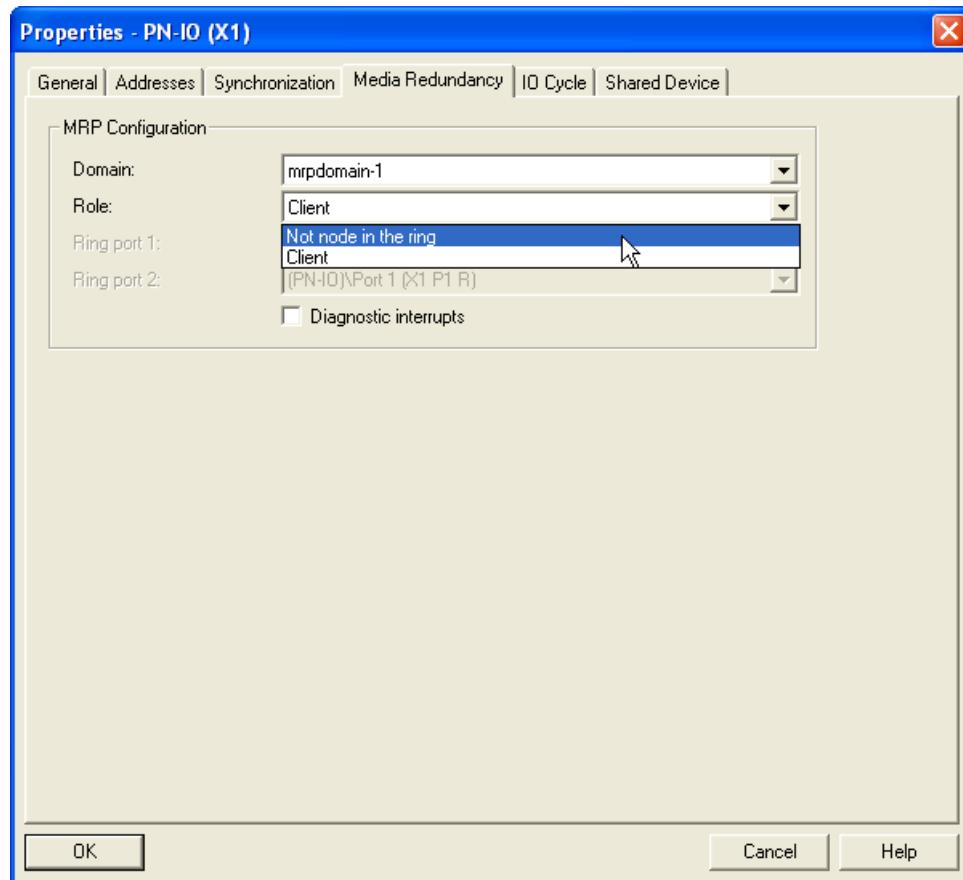 Properties - PN-IO (X1)
General Addresses Synchronization Media Redundancy IO Cycle Shared Device
MRP Configuration
Domain: mrpdomain-1
Role: Client
Not node in the ring
Ring port 1:
Client
Ring port 2: (PN-IO)\Port 1 (X1 P1 R)
Diagnostic interrupts
OK Cancel Help